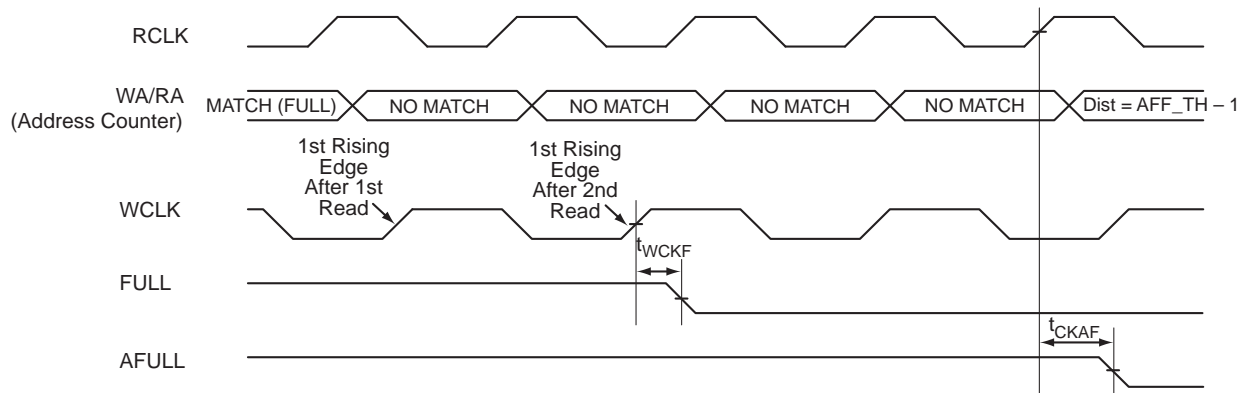 RCLK
WA/RA
(Address Counter)
MATCH (FULL)
NO MATCH
NO MATCH
NO MATCH
NO MATCH
Dist = AFF_TH – 1
1st Rising
Edge
After 1st
Read
1st Rising
Edge
After 2nd
Read
WCLK
tWCKF
FULL
tCKAF
AFULL